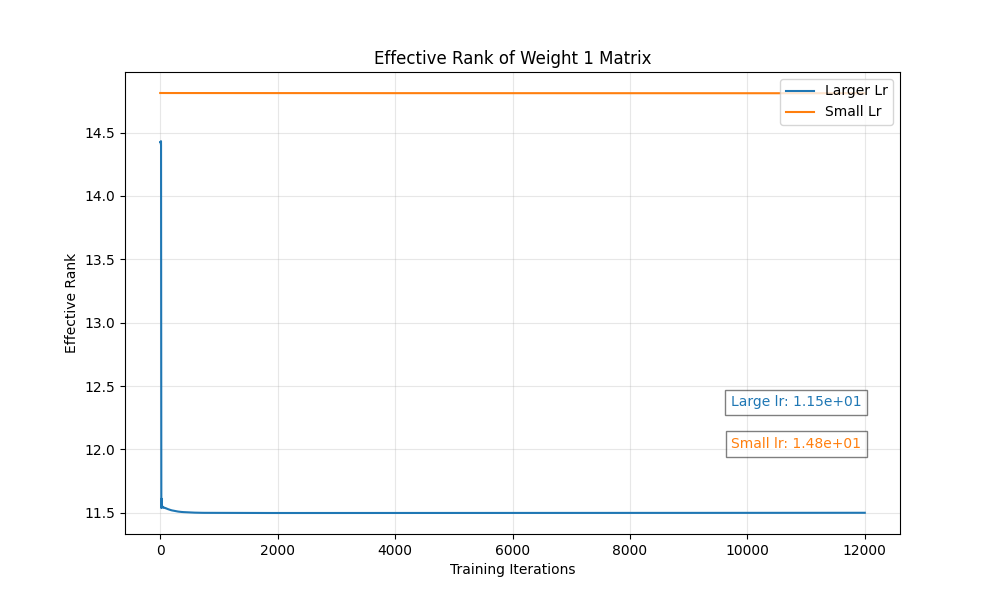 Effective Rank of Weight 1 Matrix
Larger Lr
Small Lr
Effective Rank
14.5
14.0
13.5
13.0
12.5
12.0
11.5
Large lr: 1.15e+01
Small lr: 1.48e+01
0 2000 4000 6000 8000 10000 12000
Training Iterations